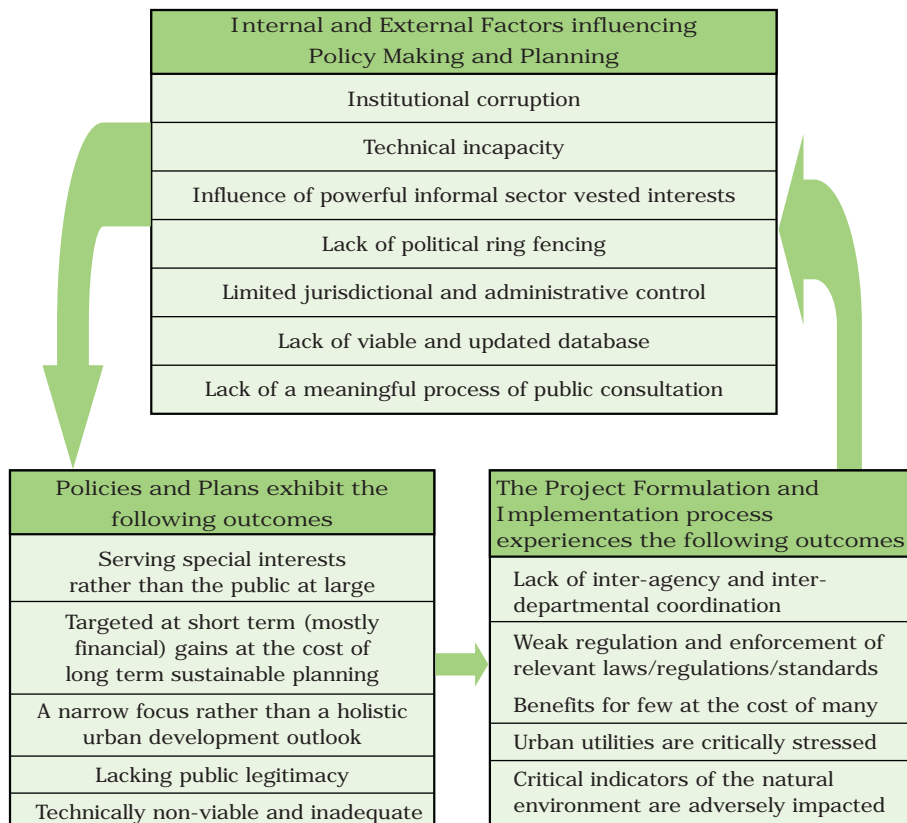 Internal and External Factors influencing
Policy Making and Planning
Institutional corruption
Technical incapacity
Influence of powerful informal sector vested interests
Lack of political ring fencing
Limited jurisdictional and administrative control
Lack of viable and updated database
Lack of a meaningful process of public consultation
Policies and Plans exhibit the
following outcomes
Serving special interests
rather than the public at large
Targeted at short term (mostly
financial) gains at the cost of
long term sustainable planning
A narrow focus rather than a holistic
urban development outlook
Lacking public legitimacy
Technically non-viable and inadequate
The Project Formulation and
Implementation process
experiences the following outcomes
Lack of inter-agency and inter-
departmental coordination
Weak regulation and enforcement of
relevant laws/regulations/standards
Benefits for few at the cost of many
Urban utilities are critically stressed
Critical indicators of the natural
environment are adversely impacted